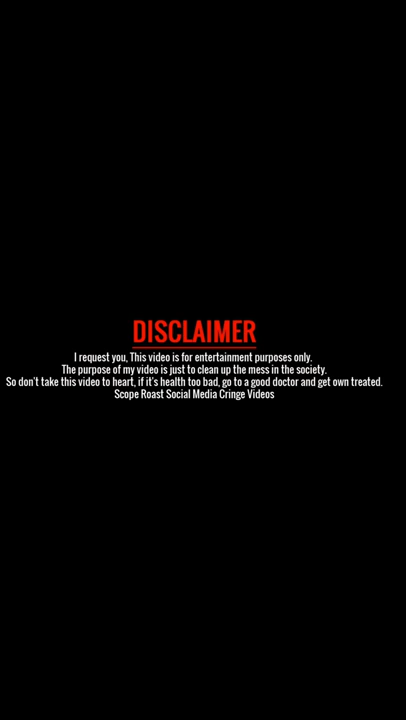 DISCLAIMER
I request you, This video is for entertainment purposes only.
The purpose of my video is just to clean up the mess in the society.
So don't take this video to heart, if it's health too bad, go to a good doctor and get own treated.
Scope Roast Social Media Cringe Videos